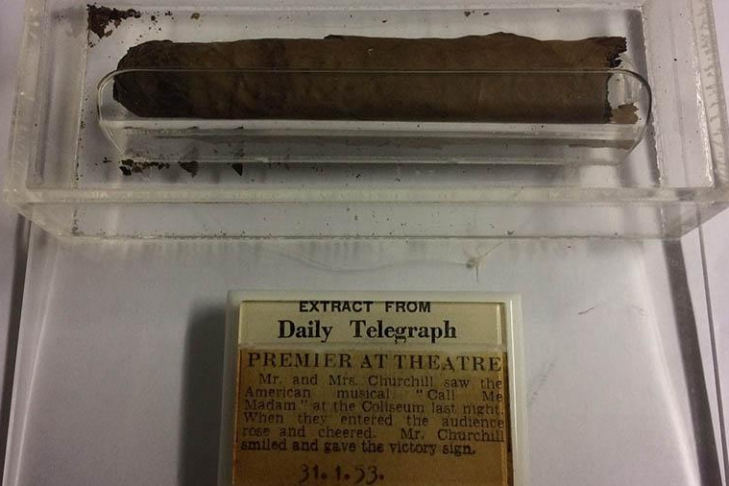 EXTRACT FROM
Daily Telegraph
PREMIER AT THEATRE
Mr. and Mrs. Churchill saw the
American musical "Call Me
Madam" at the Coliseum last night.
When they entered the audience
rose and cheered. Mr. Churchill
smiled and gave the victory sign.
31.1.53.